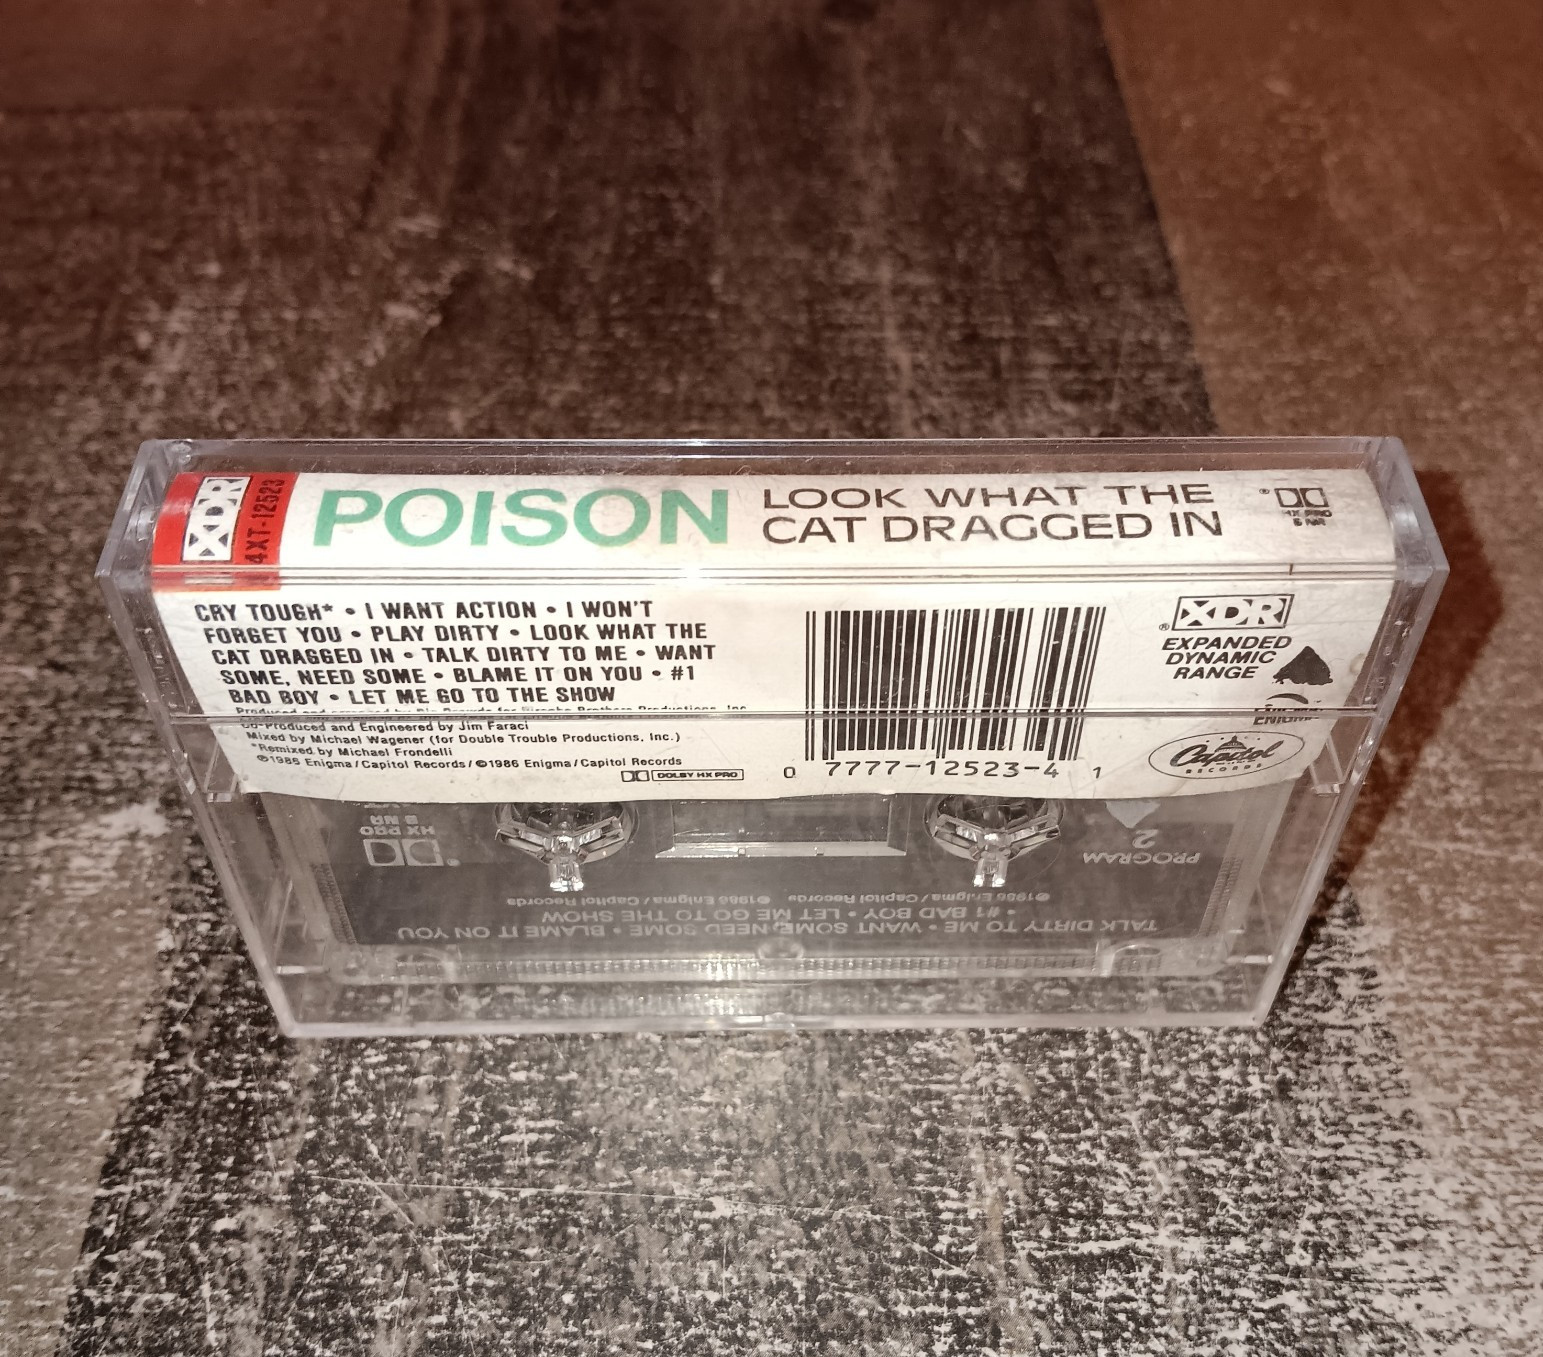 XDR
4XT-12523
POISON
LOOK WHAT THE
CAT DRAGGED IN
CRY TOUGH* • I WANT ACTION • I WON'T
FORGET YOU • PLAY DIRTY • LOOK WHAT THE
CAT DRAGGED IN • TALK DIRTY TO ME • WANT
SOME, NEED SOME • BLAME IT ON YOU • #1
BAD BOY • LET ME GO TO THE SHOW
Co-Produced and Engineered by Jim Faraci
Mixed by Michael Wagener (for Double Trouble Productions, Inc.)
*Remixed by Michael Frondelli
℗1986 Enigma/Capitol Records/©1986 Enigma/Capitol Records
DOLBY HX PRO
0 7777-12523-4 1
® XDR
EXPANDED
DYNAMIC
RANGE
ENIGMA
Capitol
RECORDS
HX PRO
B NR
PROGRAM
2
TALK DIRTY TO ME • WANT SOME, NEED SOME • BLAME IT ON YOU
• #1 BAD BOY • LET ME GO TO THE SHOW
℗1986 Enigma/Capitol Records ©1986 Enigma/Capitol Records